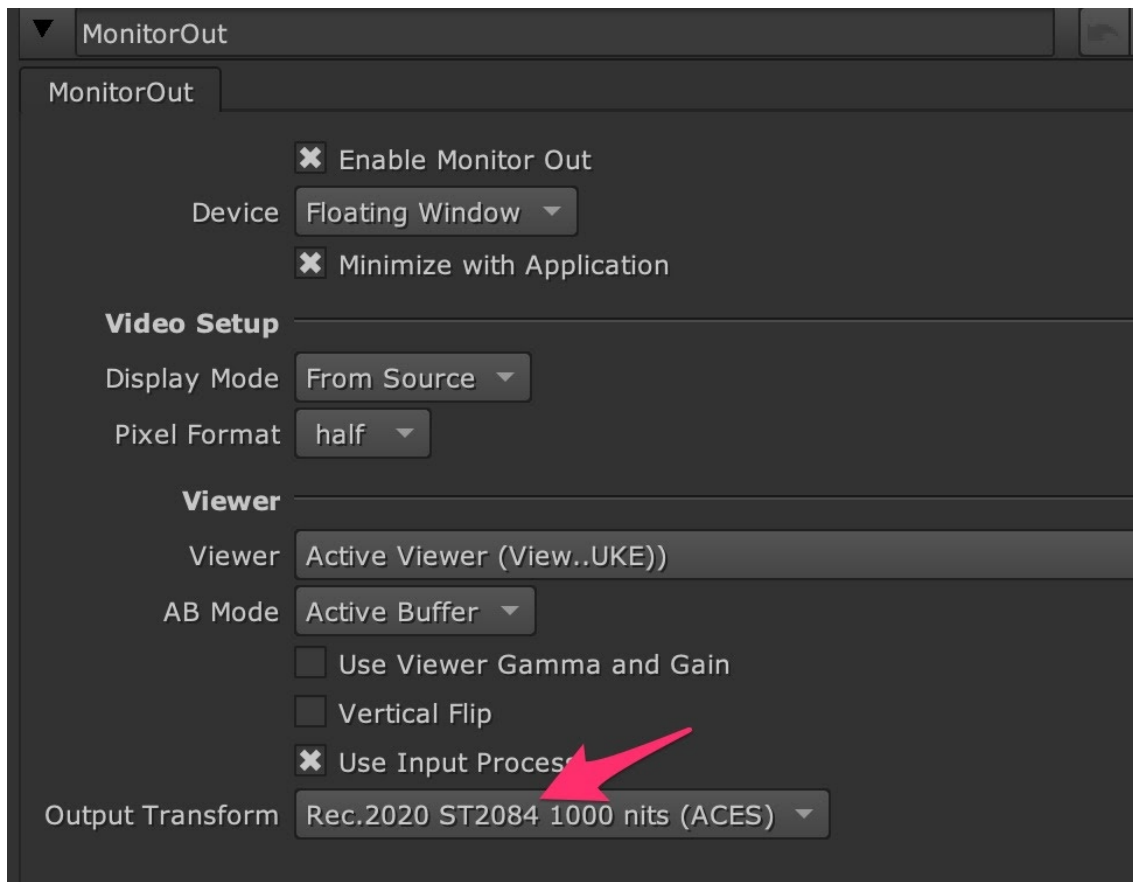 MonitorOut
MonitorOut
Enable Monitor Out
Device Floating Window
Minimize with Application
Video Setup
Display Mode From Source
Pixel Format half
Viewer
Viewer Active Viewer (View..UKE))
AB Mode Active Buffer
Use Viewer Gamma and Gain
Vertical Flip
Use Input Process
Output Transform Rec.2020 ST2084 1000 nits (ACES)